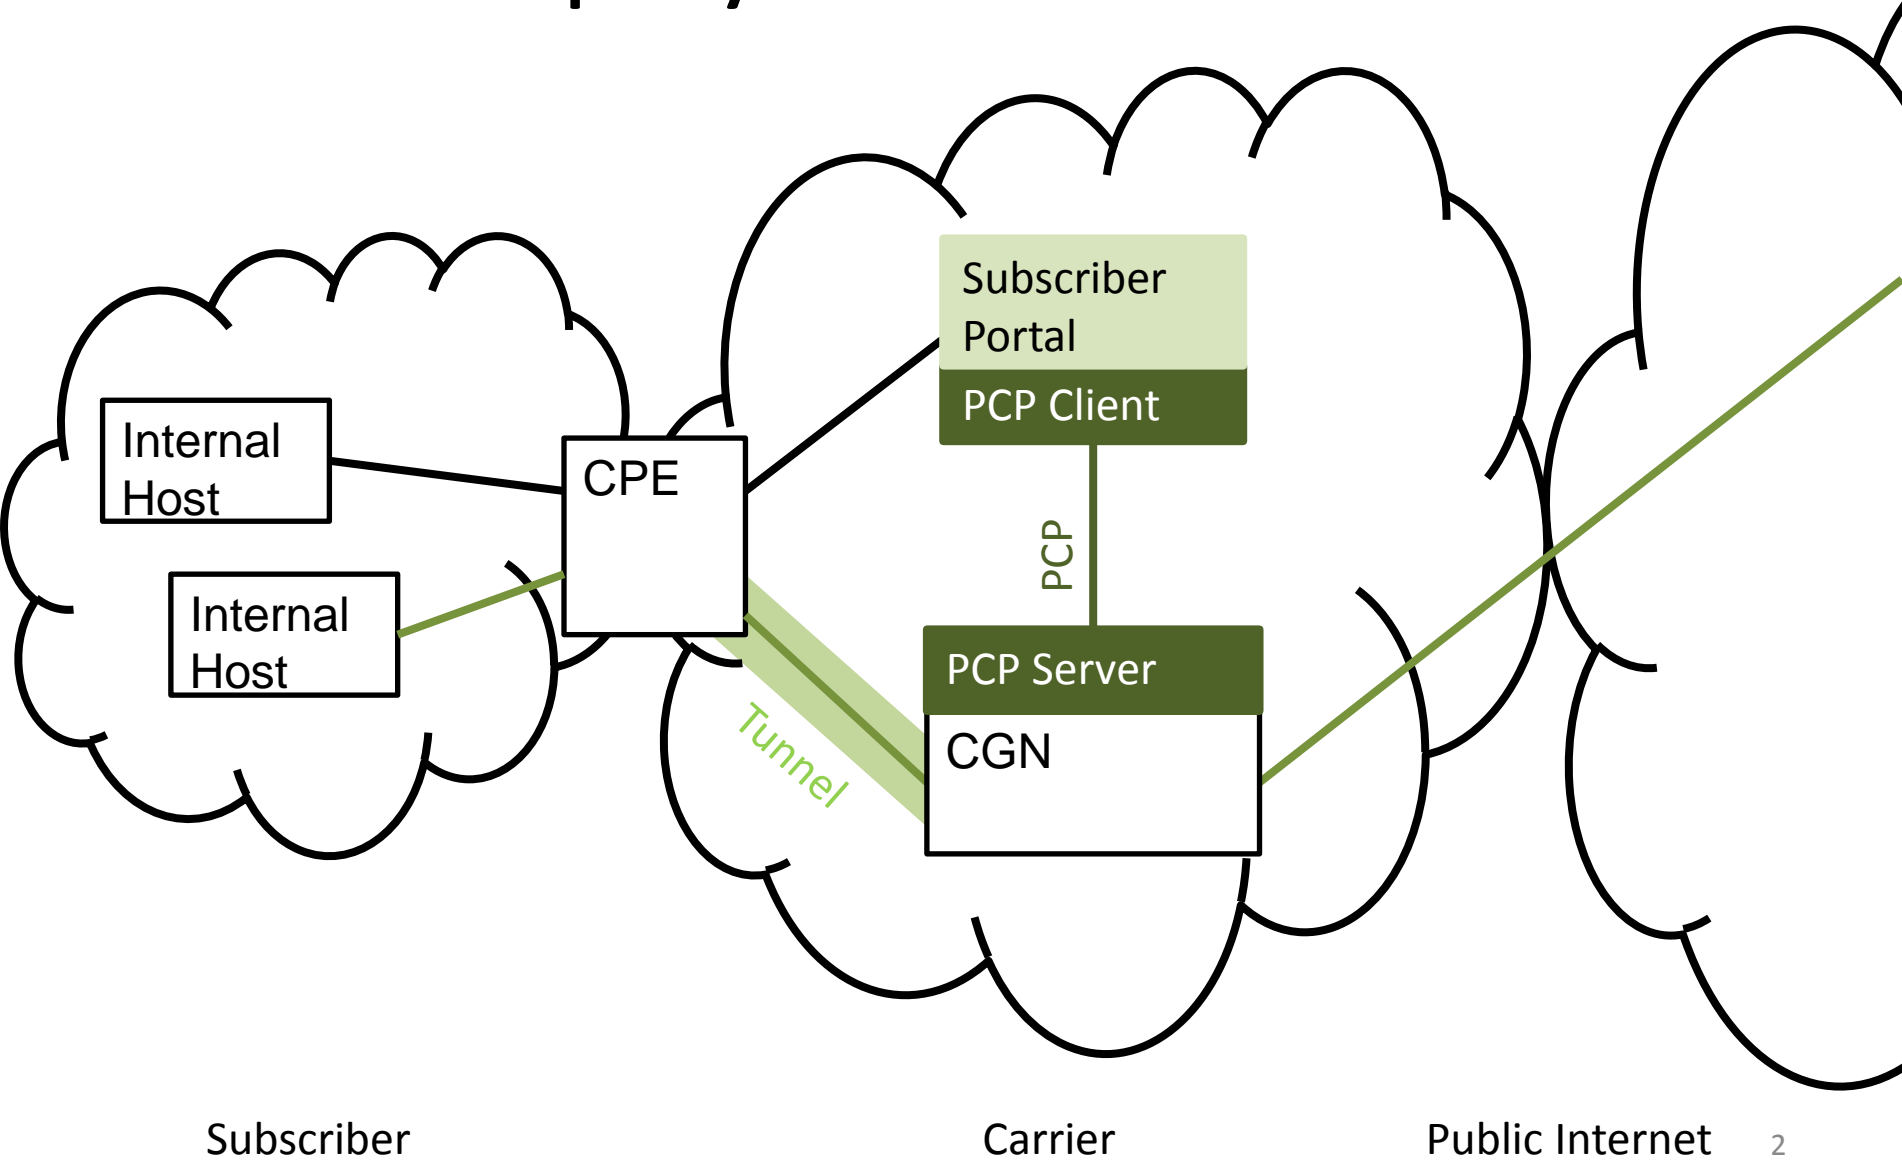 Subscriber
Portal
PCP Client
Internal
Host
CPE
PCP
Internal
Host
PCP Server
Tunnel
CGN
Subscriber
Carrier
Public Internet
2